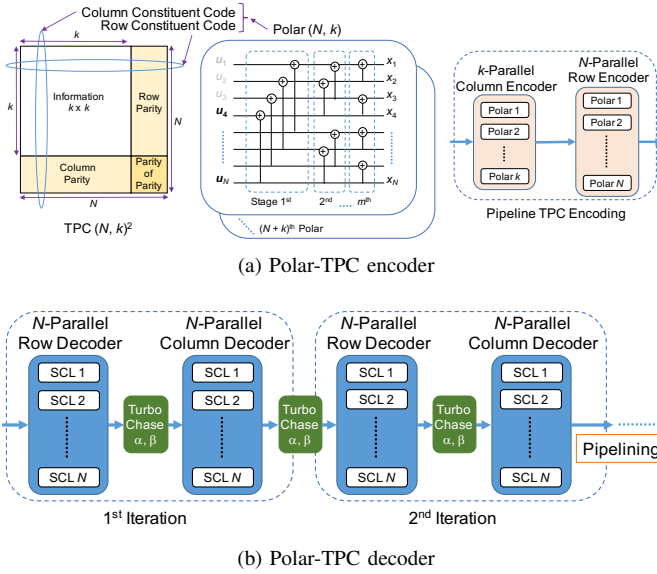 Column Constituent Code
Row Constituent Code
Polar (N, k)
k
k
Information
k x k
Row
Parity
N
Column
Parity
Parity
of
Parity
N
TPC (N, k)²
u1
u2
u3
u4
uN
x1
x2
x3
x4
xN
Stage 1st
2nd
...... mth
(N + k)th Polar
k-Parallel
Column Encoder
Polar 1
Polar 2
Polar k
N-Parallel
Row Encoder
Polar 1
Polar 2
Polar N
Pipeline TPC Encoding
(a) Polar-TPC encoder
N-Parallel
Row Decoder
SCL 1
SCL 2
SCL N
Turbo
Chase
α, β
N-Parallel
Column Decoder
SCL 1
SCL 2
SCL N
Turbo
Chase
α, β
N-Parallel
Row Decoder
SCL 1
SCL 2
SCL N
Turbo
Chase
α, β
N-Parallel
Column Decoder
SCL 1
SCL 2
SCL N
Pipelining
1st Iteration
2nd Iteration
(b) Polar-TPC decoder